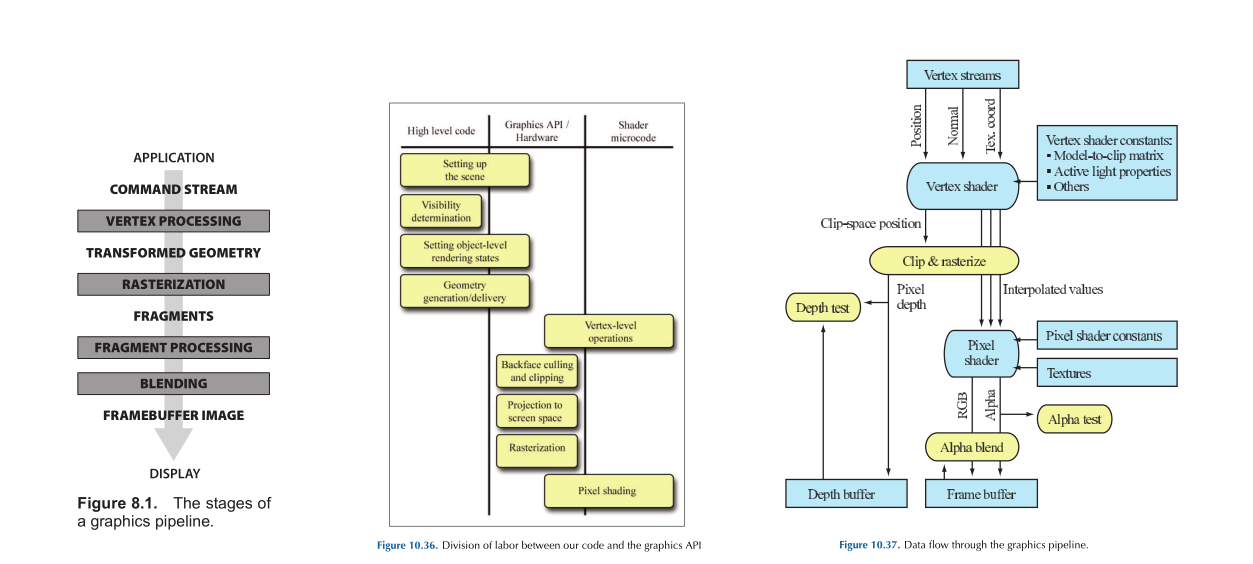 APPLICATION
COMMAND STREAM
VERTEX PROCESSING
TRANSFORMED GEOMETRY
RASTERIZATION
FRAGMENTS
FRAGMENT PROCESSING
BLENDING
FRAMEBUFFER IMAGE
DISPLAY
Figure 8.1. The stages of
a graphics pipeline.
High level code
Graphics API /
Hardware
Shader
microcode
Setting up
the scene
Visibility
determination
Setting object-level
rendering states
Geometry
generation/delivery
Vertex-level
operations
Backface culling
and clipping
Projection to
screen space
Rasterization
Pixel shading
Figure 10.36. Division of labor between our code and the graphics API
Vertex streams
Position
Normal
Tex. coord
Vertex shader constants:
▪ Model-to-clip matrix
▪ Active light properties
▪ Others
Vertex shader
Clip-space position
Clip & rasterize
Pixel
depth
Interpolated values
Depth test
Pixel
shader
Pixel shader constants
Textures
RGB
Alpha
Alpha test
Alpha blend
Depth buffer
Frame buffer
Figure 10.37. Data flow through the graphics pipeline.